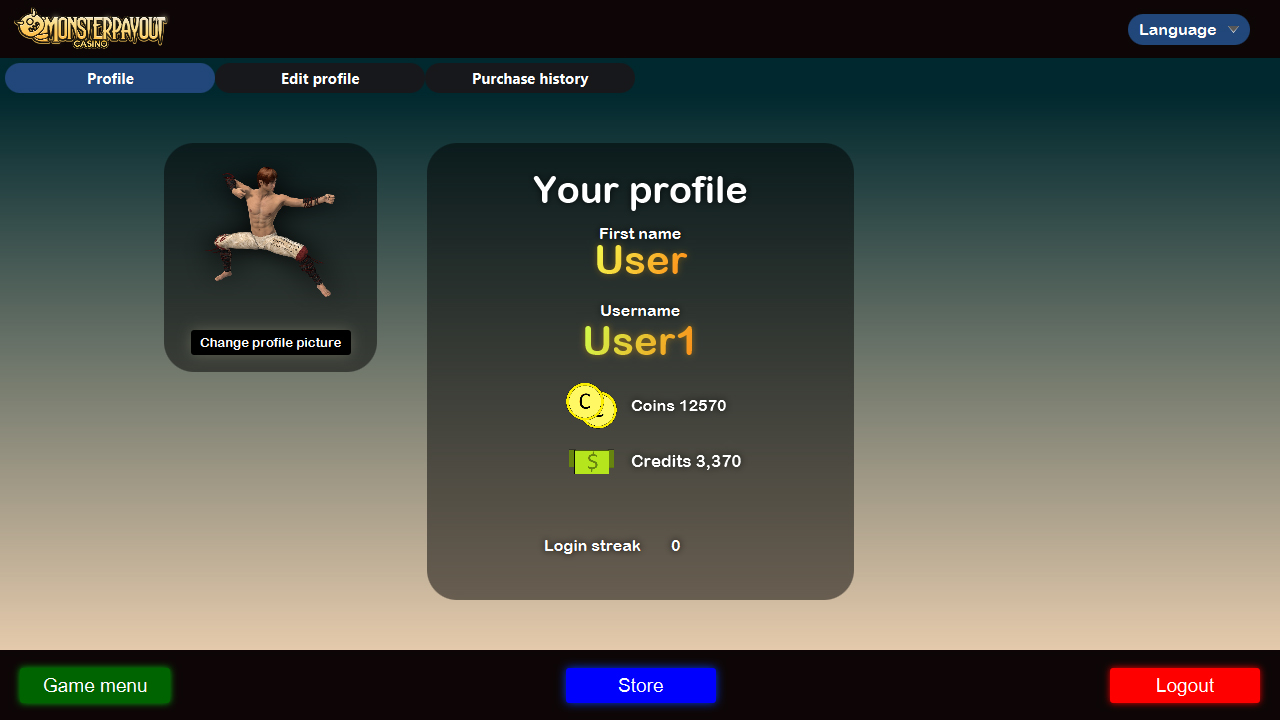 MONSTERPAYOUT
CASINO
Language
Profile
Edit profile
Purchase history
Change profile picture
Your profile
First name
User
Username
User1
C
Coins 12570
$
Credits 3,370
Login streak 0
Game menu
Store
Logout